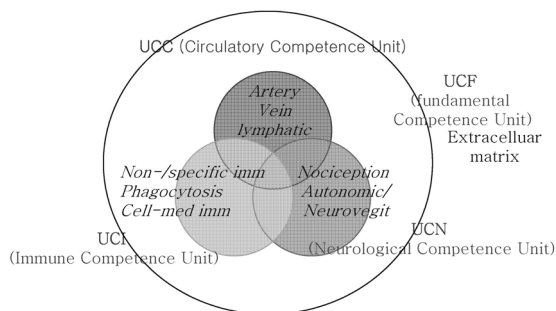 UCC (Circulatory Competence Unit)
Artery
Vein
lymphatic
UCF
(fundamental
Competence Unit)
Extracelluar
matrix
Non-/specific imm
Phagocytosis
Cell-med imm
Nociception
Autonomic/
Neurovegit
UCI
(Immune Competence Unit)
UCN
(Neurological Competence Unit)